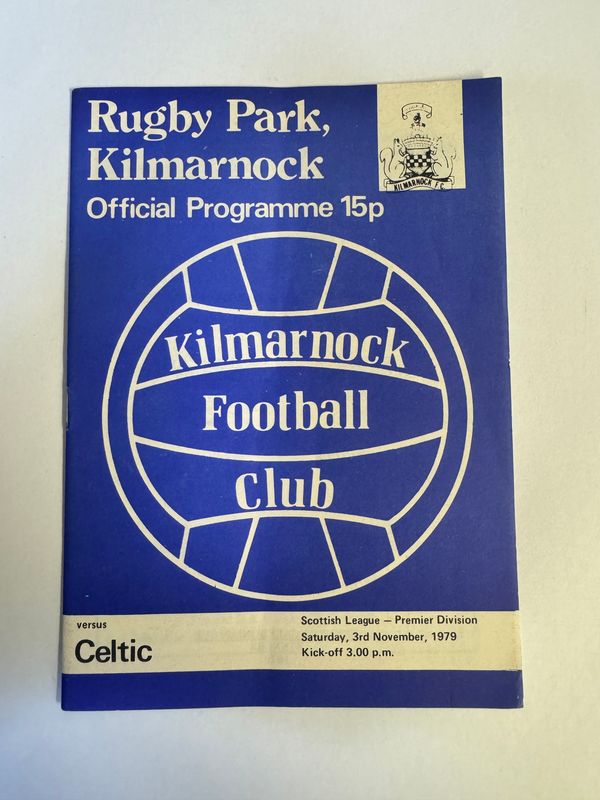 Rugby Park,
Kilmarnock
Official Programme 15p
KILMARNOCK F.C.
Kilmarnock
Football
Club
versus
Celtic
Scottish League – Premier Division
Saturday, 3rd November, 1979
Kick-off 3.00 p.m.